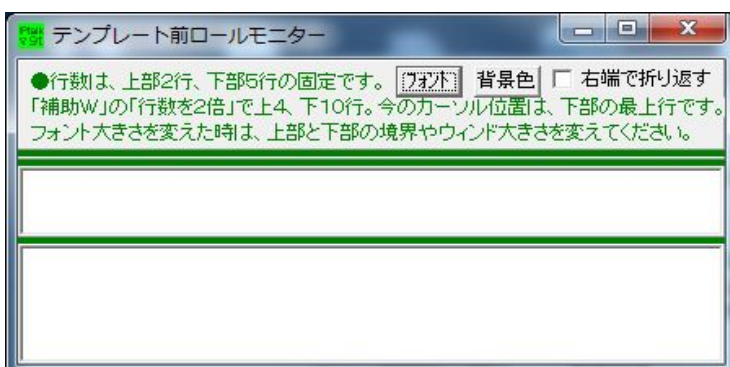 Ptalk
v9t
テンプレート前ロールモニター
●行数は、上部2行、下部5行の固定です。 フォント 背景色 右端で折り返す
「補助W」の「行数を2倍」で上4、下10行。今のカーソル位置は、下部の最上行です。
フォント大きさを変えた時は、上部と下部の境界やウィンド大きさを変えてください。